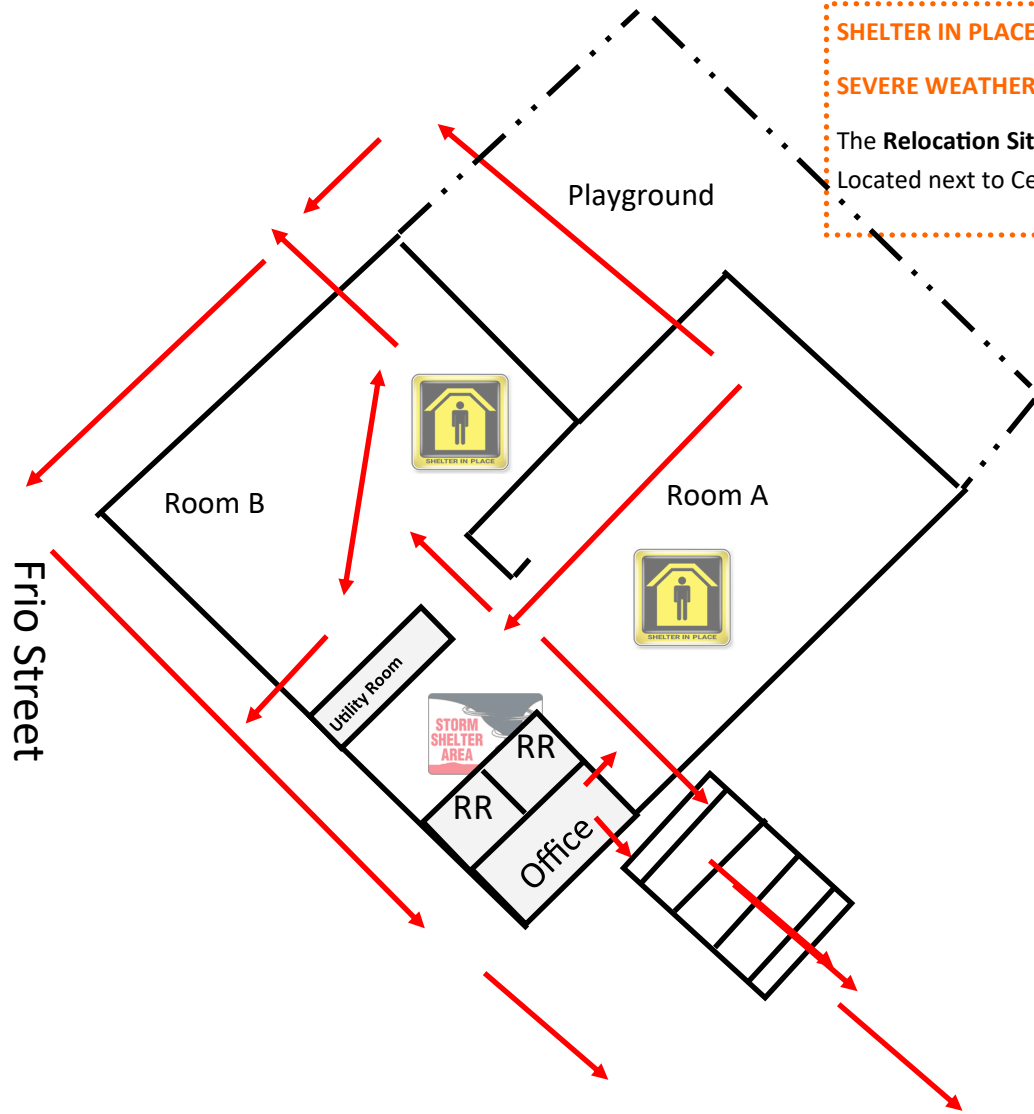 SHELTER IN PLACE
SEVERE WEATHER
The Relocation Sit
Located next to Ce
Playground
SHELTER IN PLACE
Room B
Room A
SHELTER IN PLACE
Frio Street
Utility Room
STORM
SHELTER
AREA
RR
RR
Office